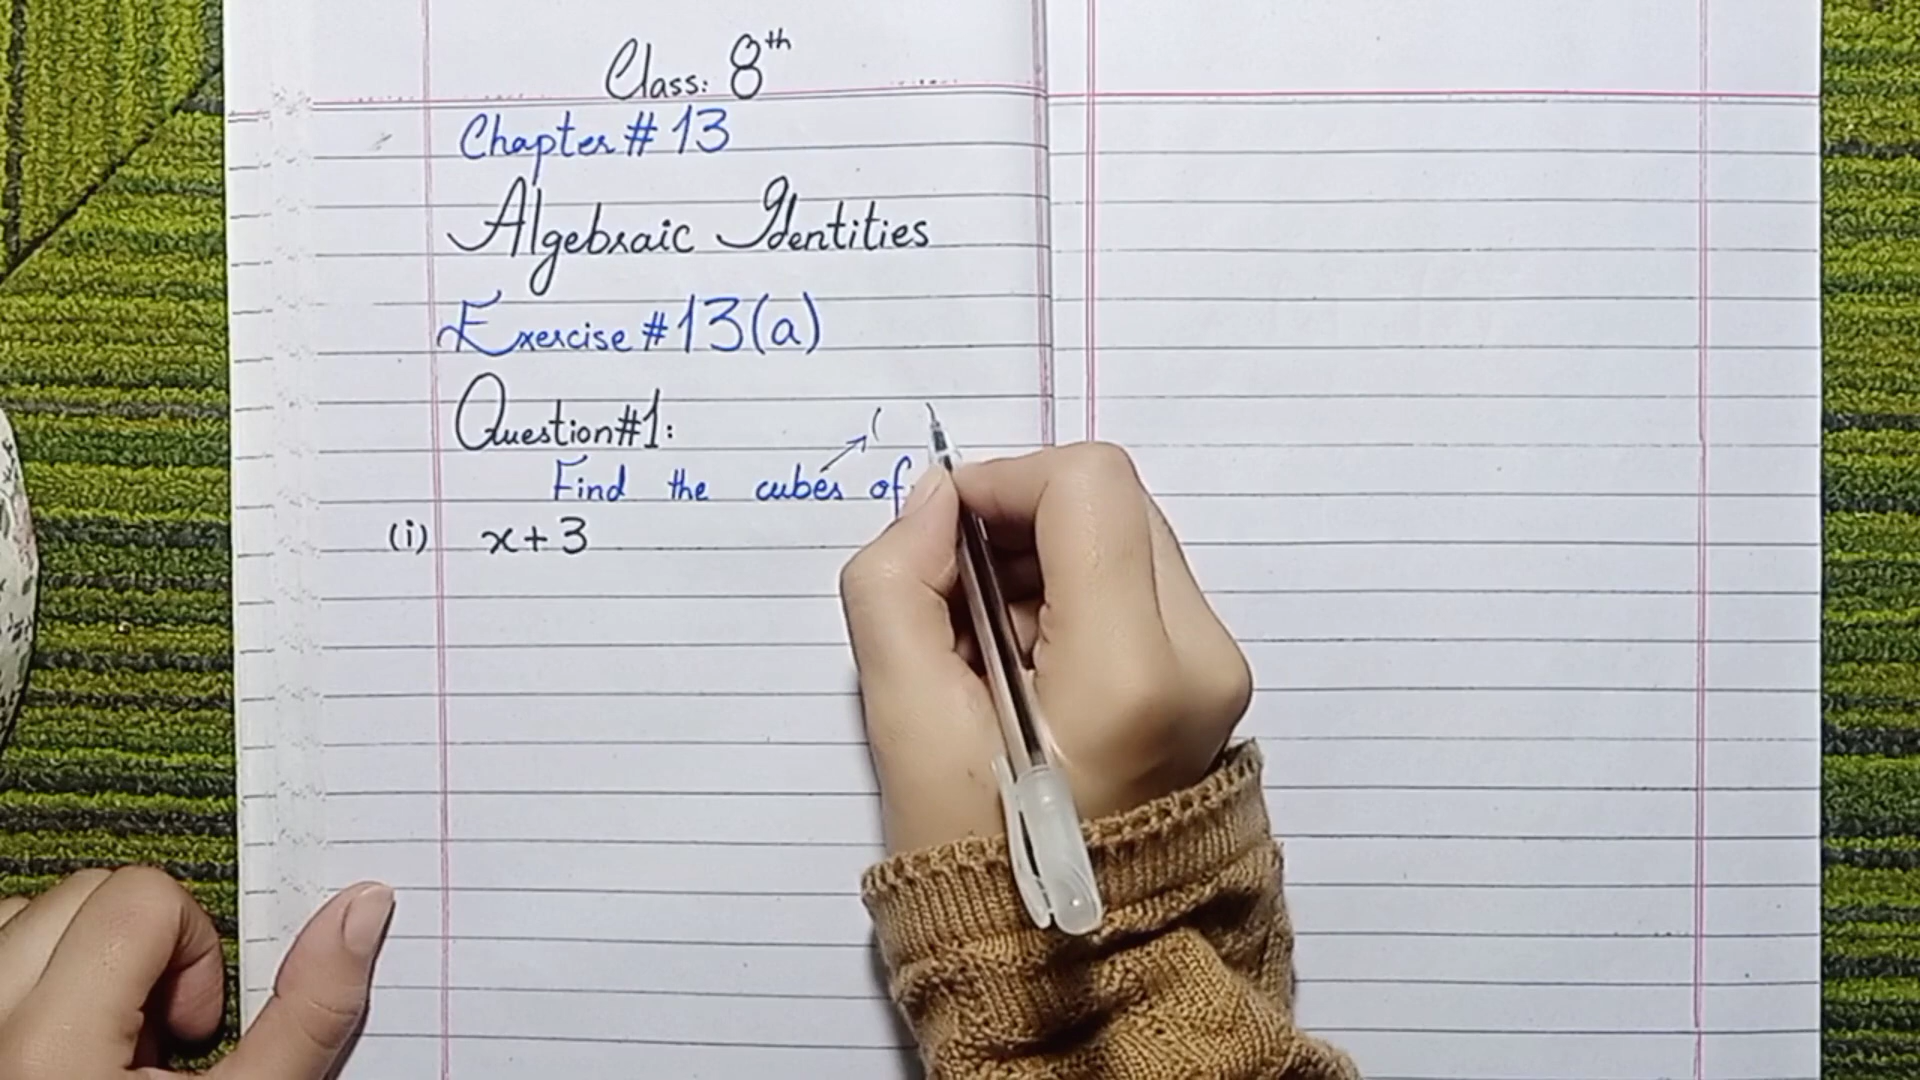 Class: 8th
Chapter # 13
Algebraic Identities
Exercise # 13(a)
Question#1:
( )
Find the cubes of
(i) x+3